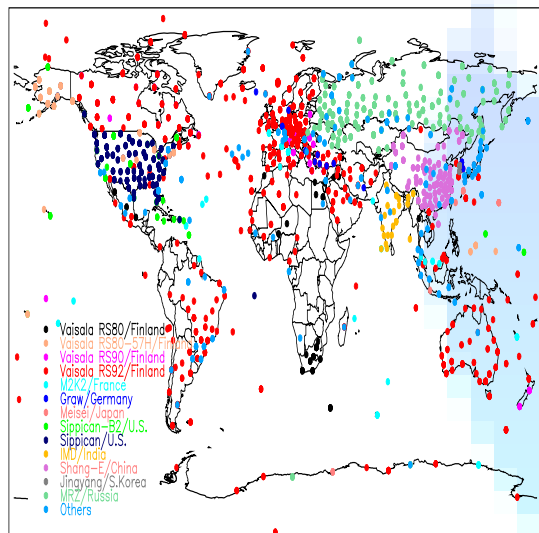 Vaisala RS80/Finland
Vaisala RS80-57H/Finland
Vaisala RS90/Finland
Vaisala RS92/Finland
M2K2/France
Graw/Germany
Meisei/Japan
Sippican-B2/U.S.
Sippican/U.S.
IMD/India
Shang-E/China
Jingyang/S.Korea
MRZ/Russia
Others